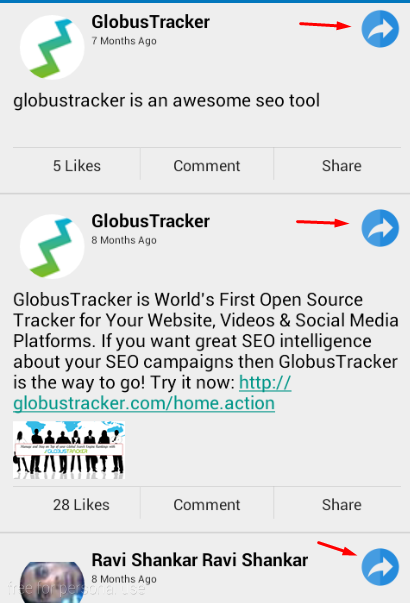 GlobusTracker
7 Months Ago
globustracker is an awesome seo tool
5 Likes Comment Share
GlobusTracker
8 Months Ago
GlobusTracker is World's First Open Source
Tracker for Your Website, Videos & Social Media
Platforms. If you want great SEO intelligence
about your SEO campaigns then GlobusTracker
is the way to go! Try it now: http://
globustracker.com/home.action
28 Likes Comment Share
Ravi Shankar Ravi Shankar
8 Months Ago
free for personal use